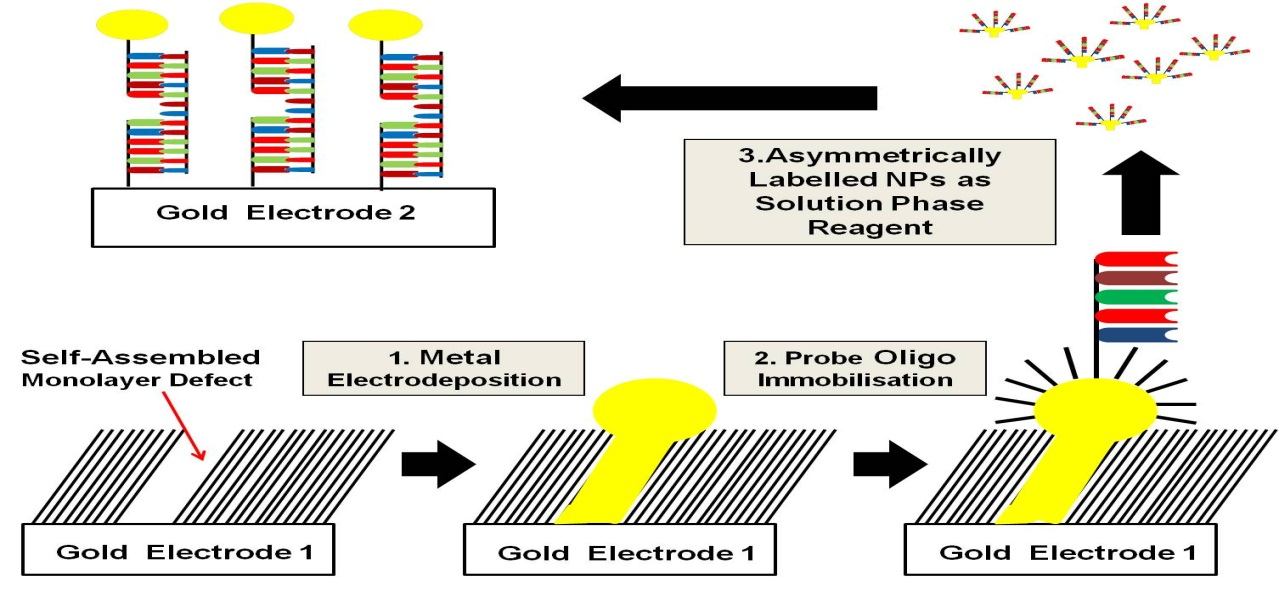 Gold Electrode 2
3.Asymmetrically
Labelled NPs as
Solution Phase
Reagent
Self-Assembled
Monolayer Defect
1. Metal
Electrodeposition
2. Probe Oligo
Immobilisation
Gold Electrode 1
Gold Electrode 1
Gold Electrode 1